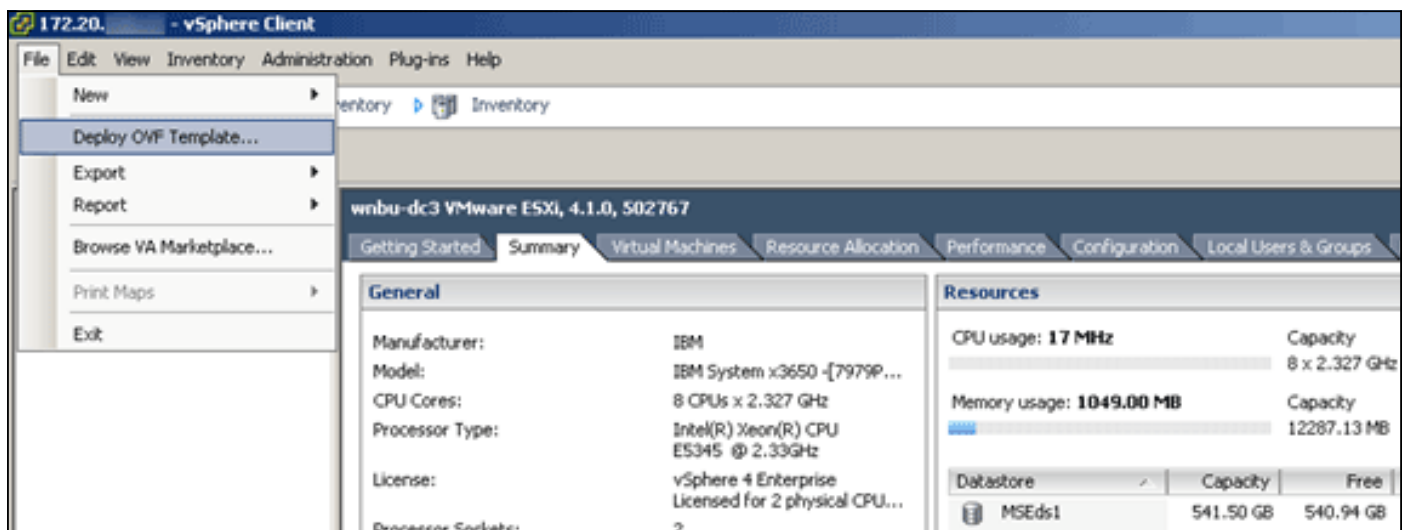 172.20. - vSphere Client
File Edit View Inventory Administration Plug-ins Help
New
Inventory
Deploy OVF Template...
Export
Report
Browse VA Marketplace...
Print Maps
Exit
wnbu-dc3 VMware ESXi, 4.1.0, 502767
Getting Started Summary Virtual Machines Resource Allocation Performance Configuration Local Users & Groups
General
Manufacturer: IBM
Model: IBM System x3650 -[7979P...
CPU Cores: 8 CPUs x 2.327 GHz
Processor Type: Intel(R) Xeon(R) CPU
E5345 @ 2.33GHz
License: vSphere 4 Enterprise
Licensed for 2 physical CPU...
Processor Sockets: 2
Resources
CPU usage: 17 MHz Capacity
8 x 2.327 GHz
Memory usage: 1049.00 MB Capacity
12287.13 MB
Datastore Capacity Free
MSEds1 541.50 GB 540.94 GB